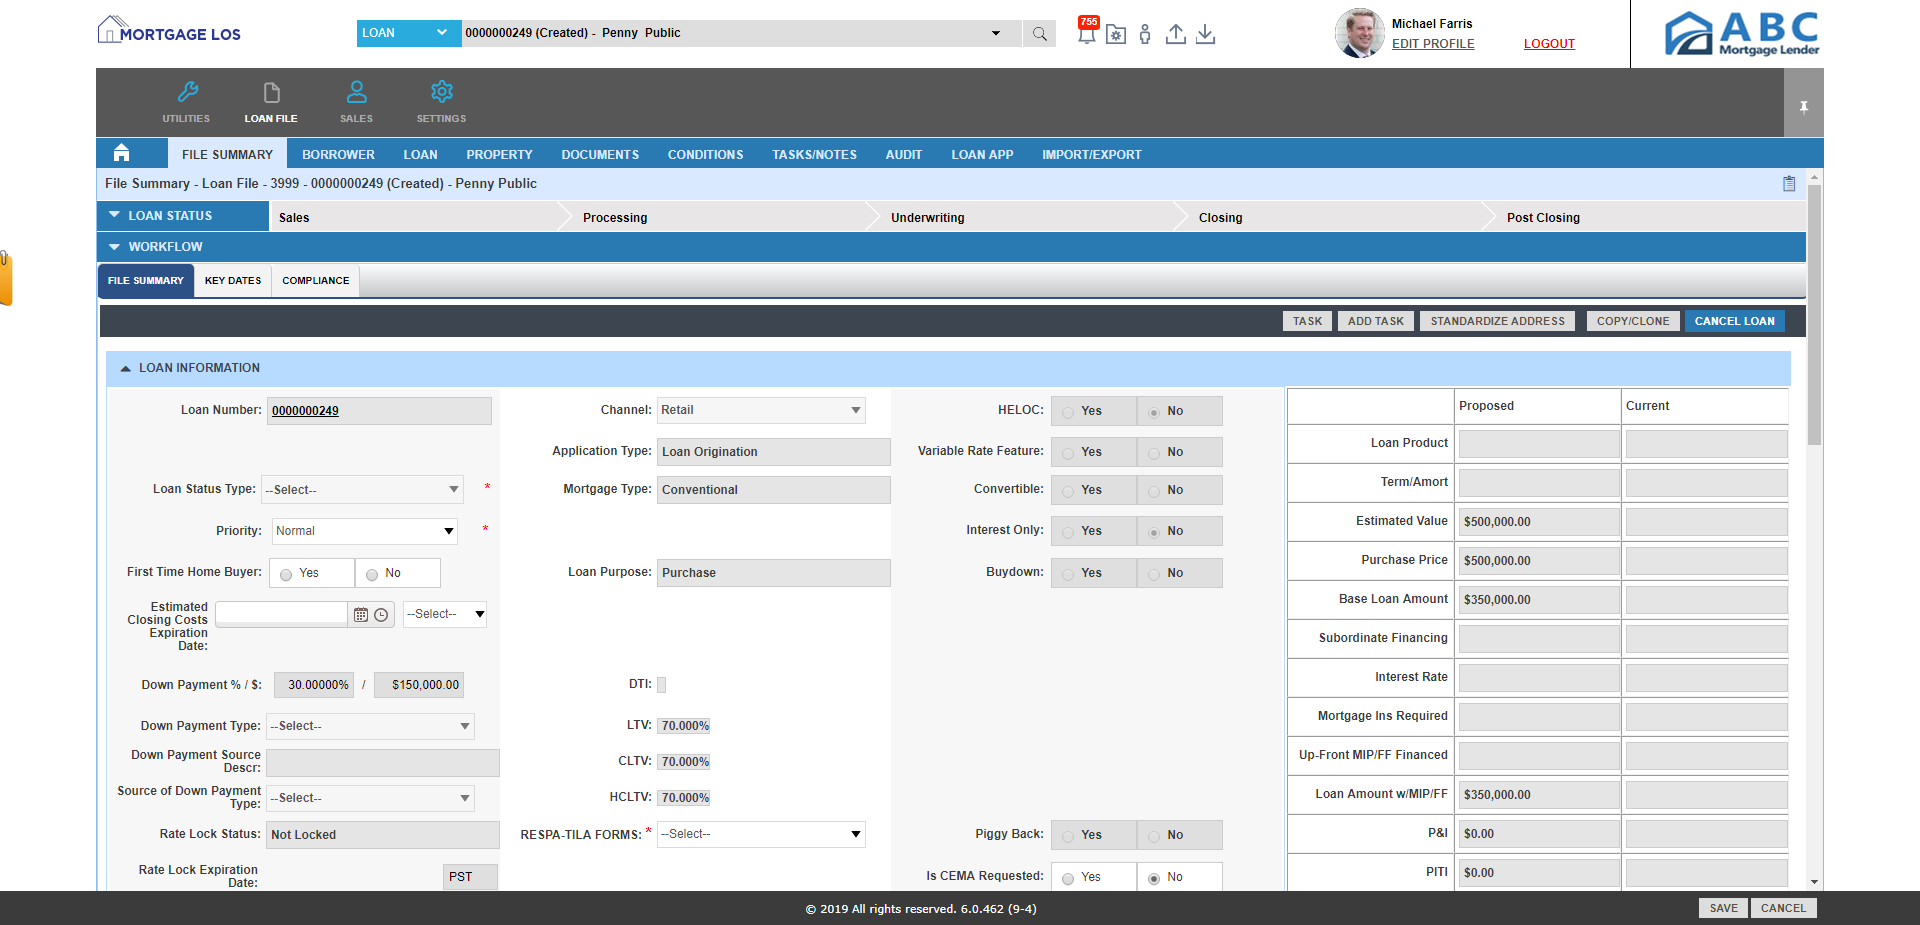 MORTGAGE LOS
LOAN
0000000249 (Created) - Penny Public
755
Michael Farris
EDIT PROFILE
LOGOUT
ABC
Mortgage Lender
UTILITIES
LOAN FILE
SALES
SETTINGS
FILE SUMMARY
BORROWER
LOAN
PROPERTY
DOCUMENTS
CONDITIONS
TASKS/NOTES
AUDIT
LOAN APP
IMPORT/EXPORT
File Summary - Loan File - 3999 - 0000000249 (Created) - Penny Public
LOAN STATUS
Sales
Processing
Underwriting
Closing
Post Closing
WORKFLOW
FILE SUMMARY
KEY DATES
COMPLIANCE
TASK
ADD TASK
STANDARDIZE ADDRESS
COPY/CLONE
CANCEL LOAN
LOAN INFORMATION
Loan Number: 0000000249
Loan Status Type: --Select-- *
Priority: Normal *
First Time Home Buyer: Yes No
Estimated
Closing Costs
Expiration
Date:
--Select--
Down Payment % / $: 30.00000% / $150,000.00
Down Payment Type: --Select--
Down Payment Source
Descr:
Source of Down Payment
Type: --Select--
Rate Lock Status: Not Locked
Rate Lock Expiration
Date:
PST
Channel: Retail
Application Type: Loan Origination
Mortgage Type: Conventional
Loan Purpose: Purchase
DTI:
LTV: 70.000%
CLTV: 70.000%
HCLTV: 70.000%
RESPA-TILA FORMS: * --Select--
HELOC: Yes No
Variable Rate Feature: Yes No
Convertible: Yes No
Interest Only: Yes No
Buydown: Yes No
Piggy Back: Yes No
Is CEMA Requested: Yes No
Proposed Current
Loan Product
Term/Amort
Estimated Value $500,000.00
Purchase Price $500,000.00
Base Loan Amount $350,000.00
Subordinate Financing
Interest Rate
Mortgage Ins Required
Up-Front MIP/FF Financed
Loan Amount w/MIP/FF $350,000.00
P&I $0.00
PITI $0.00
© 2019 All rights reserved. 6.0.462 (9-4)
SAVE
CANCEL